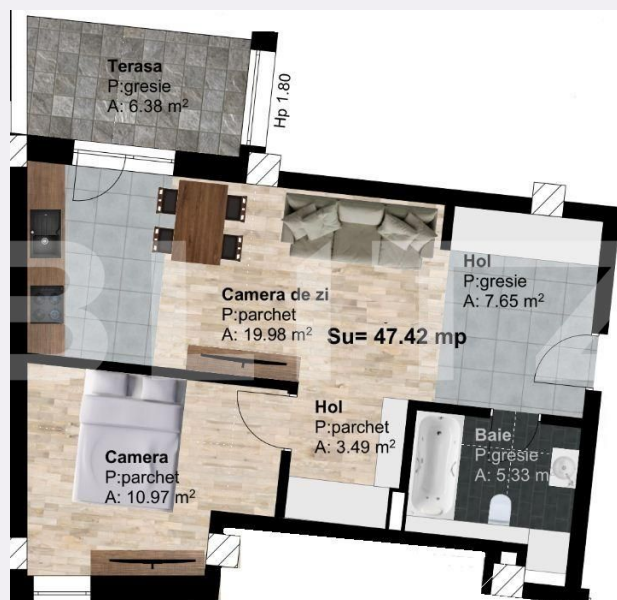 Terasa
P:gresie
A: 6.38 m²
Hp 1.80
Hol
P:gresie
A: 7.65 m²
Camera de zi
P:parchet
A: 19.98 m²
Su= 47.42 mp
Hol
P:parchet
A: 3.49 m²
Baie
P:gresie
A: 5.33 m
Camera
P:parchet
A: 10.97 m²